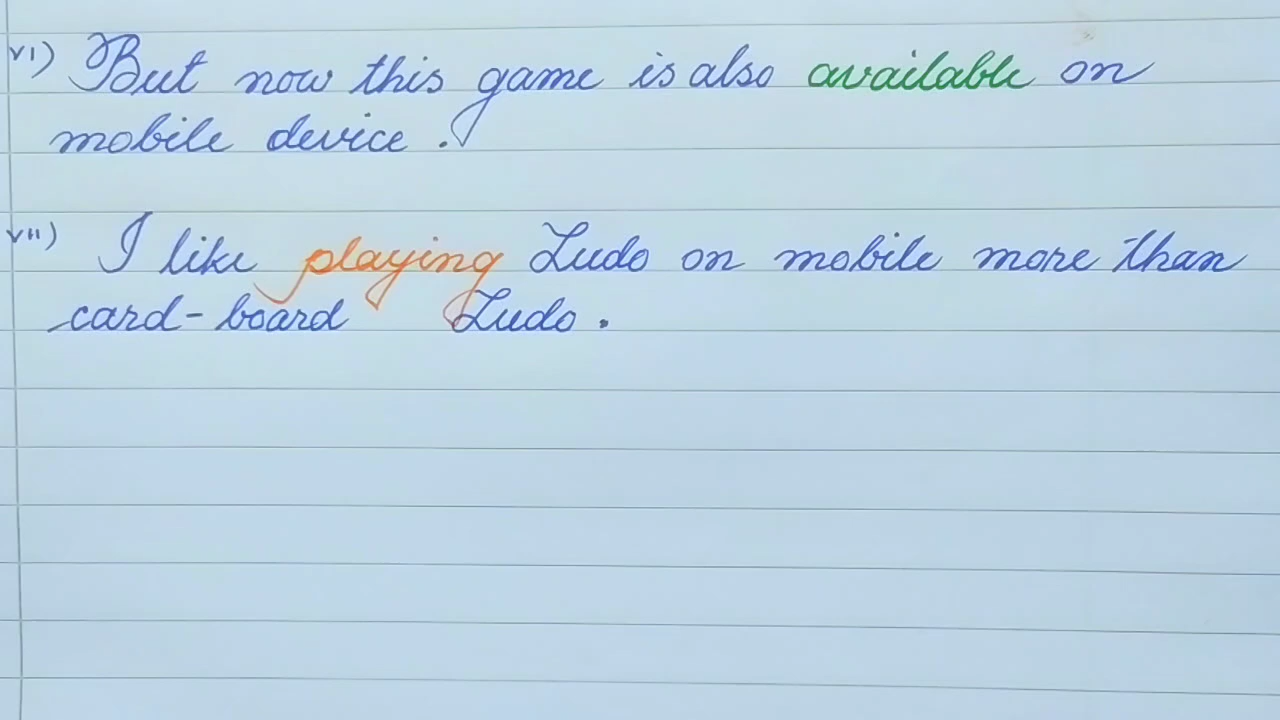 vi) But now this game is also available on
mobile device .
vii) I like playing Ludo on mobile more than
card-board Ludo .